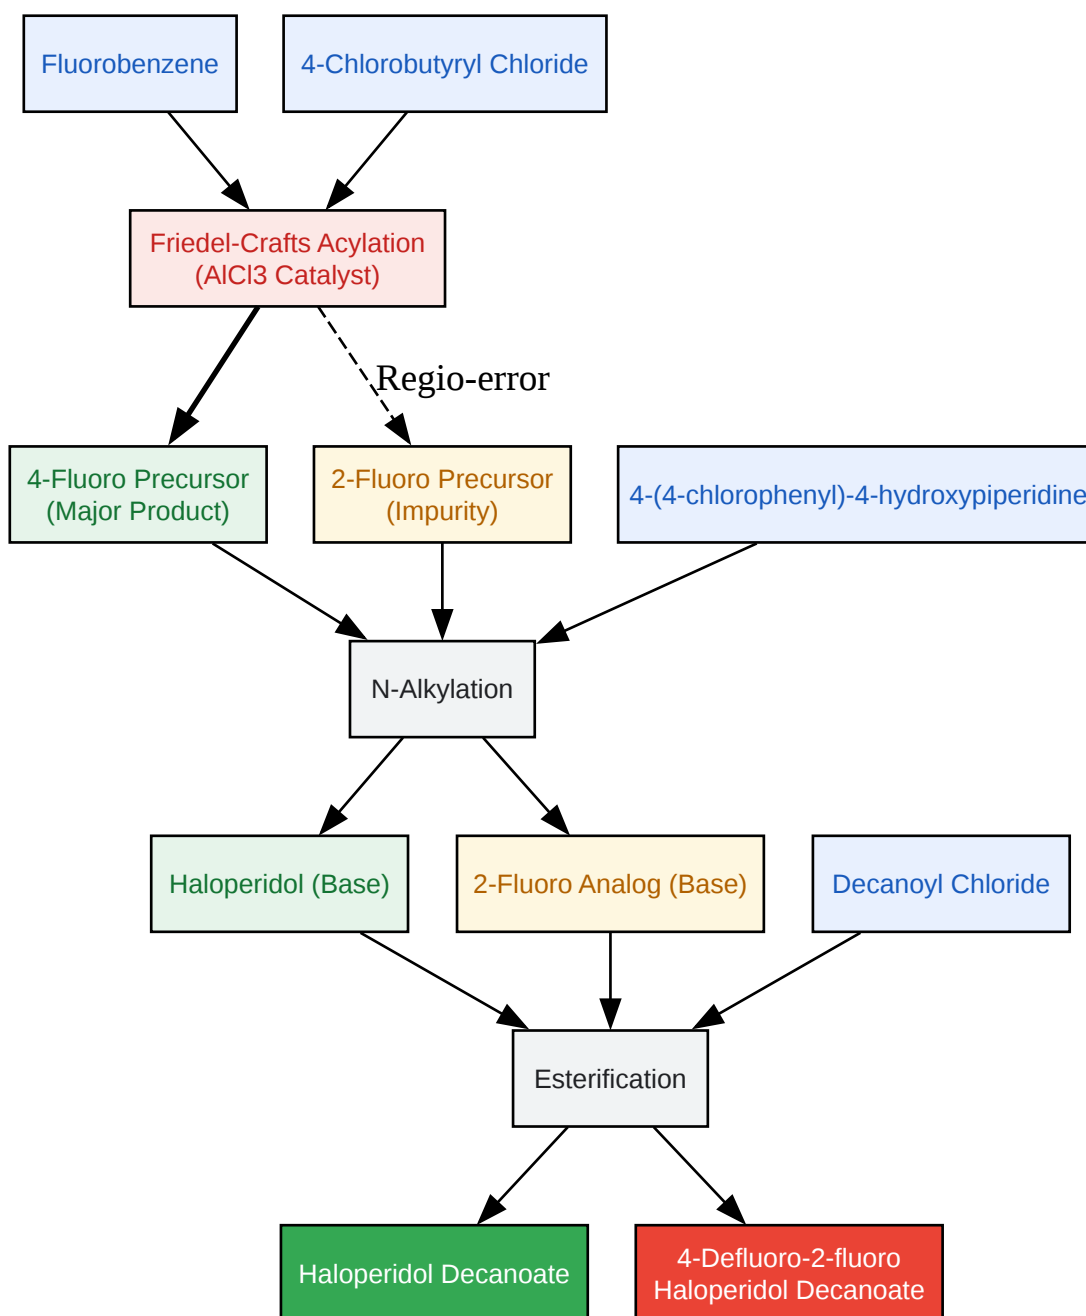 Fluorobenzene
4-Chlorobutyryl Chloride
Friedel-Crafts Acylation
(AlCl3 Catalyst)
Regio-error
4-Fluoro Precursor
(Major Product)
2-Fluoro Precursor
(Impurity)
4-(4-chlorophenyl)-4-hydroxypiperidine
N-Alkylation
Haloperidol (Base)
2-Fluoro Analog (Base)
Decanoyl Chloride
Esterification
Haloperidol Decanoate
4-Defluoro-2-fluoro
Haloperidol Decanoate